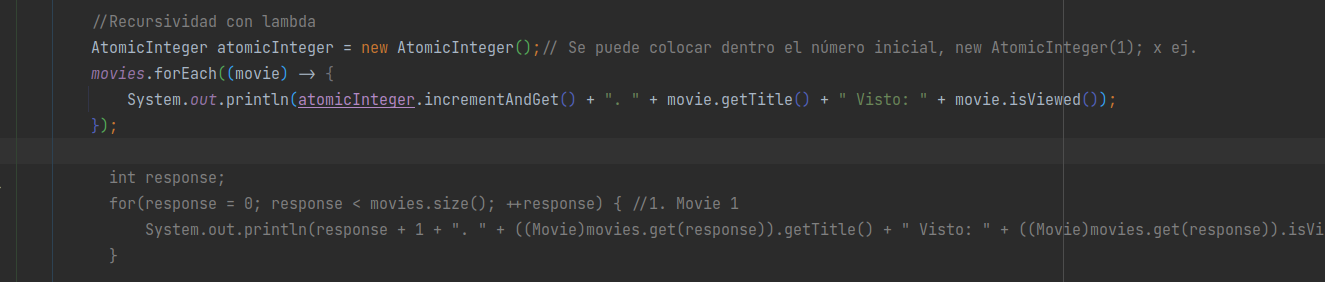 //Recursividad con lambda
AtomicInteger atomicInteger = new AtomicInteger();// Se puede colocar dentro el número inicial, new AtomicInteger(1); x ej.
movies.forEach((movie) -> {
System.out.println(atomicInteger.incrementAndGet() + ". " + movie.getTitle() + " Visto: " + movie.isViewed());
});
int response;
for(response = 0; response < movies.size(); ++response) { //1. Movie 1
System.out.println(response + 1 + ". " + ((Movie)movies.get(response)).getTitle() + " Visto: " + ((Movie)movies.get(response)).isVi
}